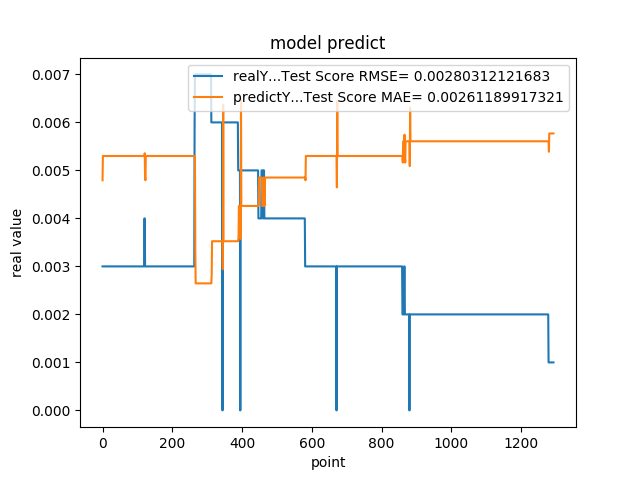 model predict
realY...Test Score RMSE= 0.00280312121683
predictY...Test Score MAE= 0.00261189917321
0.007
0.006
0.005
0.004
0.003
0.002
0.001
0.000
real value
0 200 400 600 800 1000 1200
point